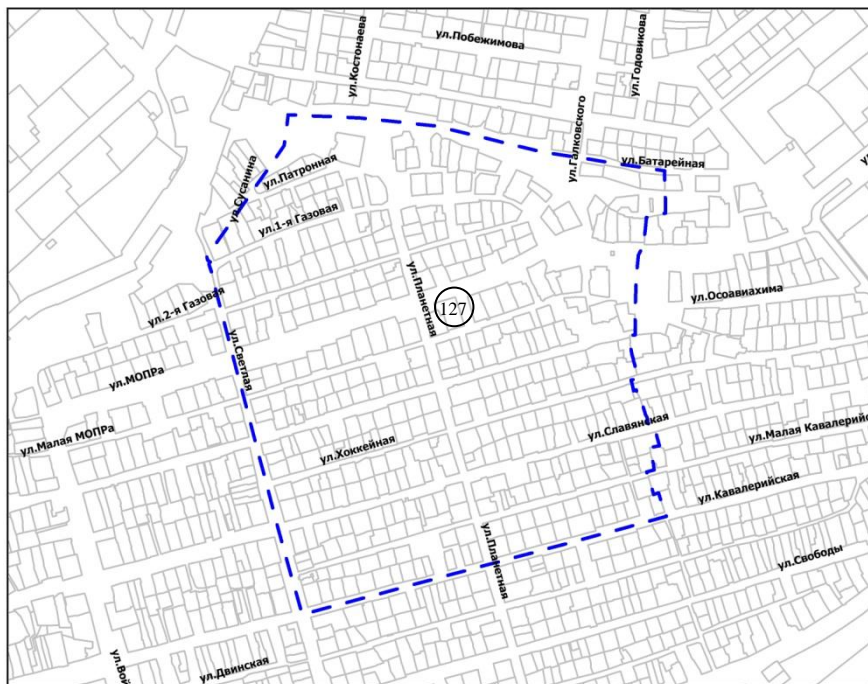 ул.Побежимова
ул.Костонаева
ул.Годовикова
ул.Галковского
ул.Батарейная
ул.Патронная
ул.Сусанина
ул.1-я Газовая
ул.2-я Газовая
ул.Планетная
127
ул.Осоавиахима
ул.Светлая
ул.МОПРа
ул.Малая МОПРа
ул.Хоккейная
ул.Славянская
ул.Малая Кавалерийс
ул.Кавалерийская
ул.Планетная
ул.Свободы
ул.Двинская
ул.Вой